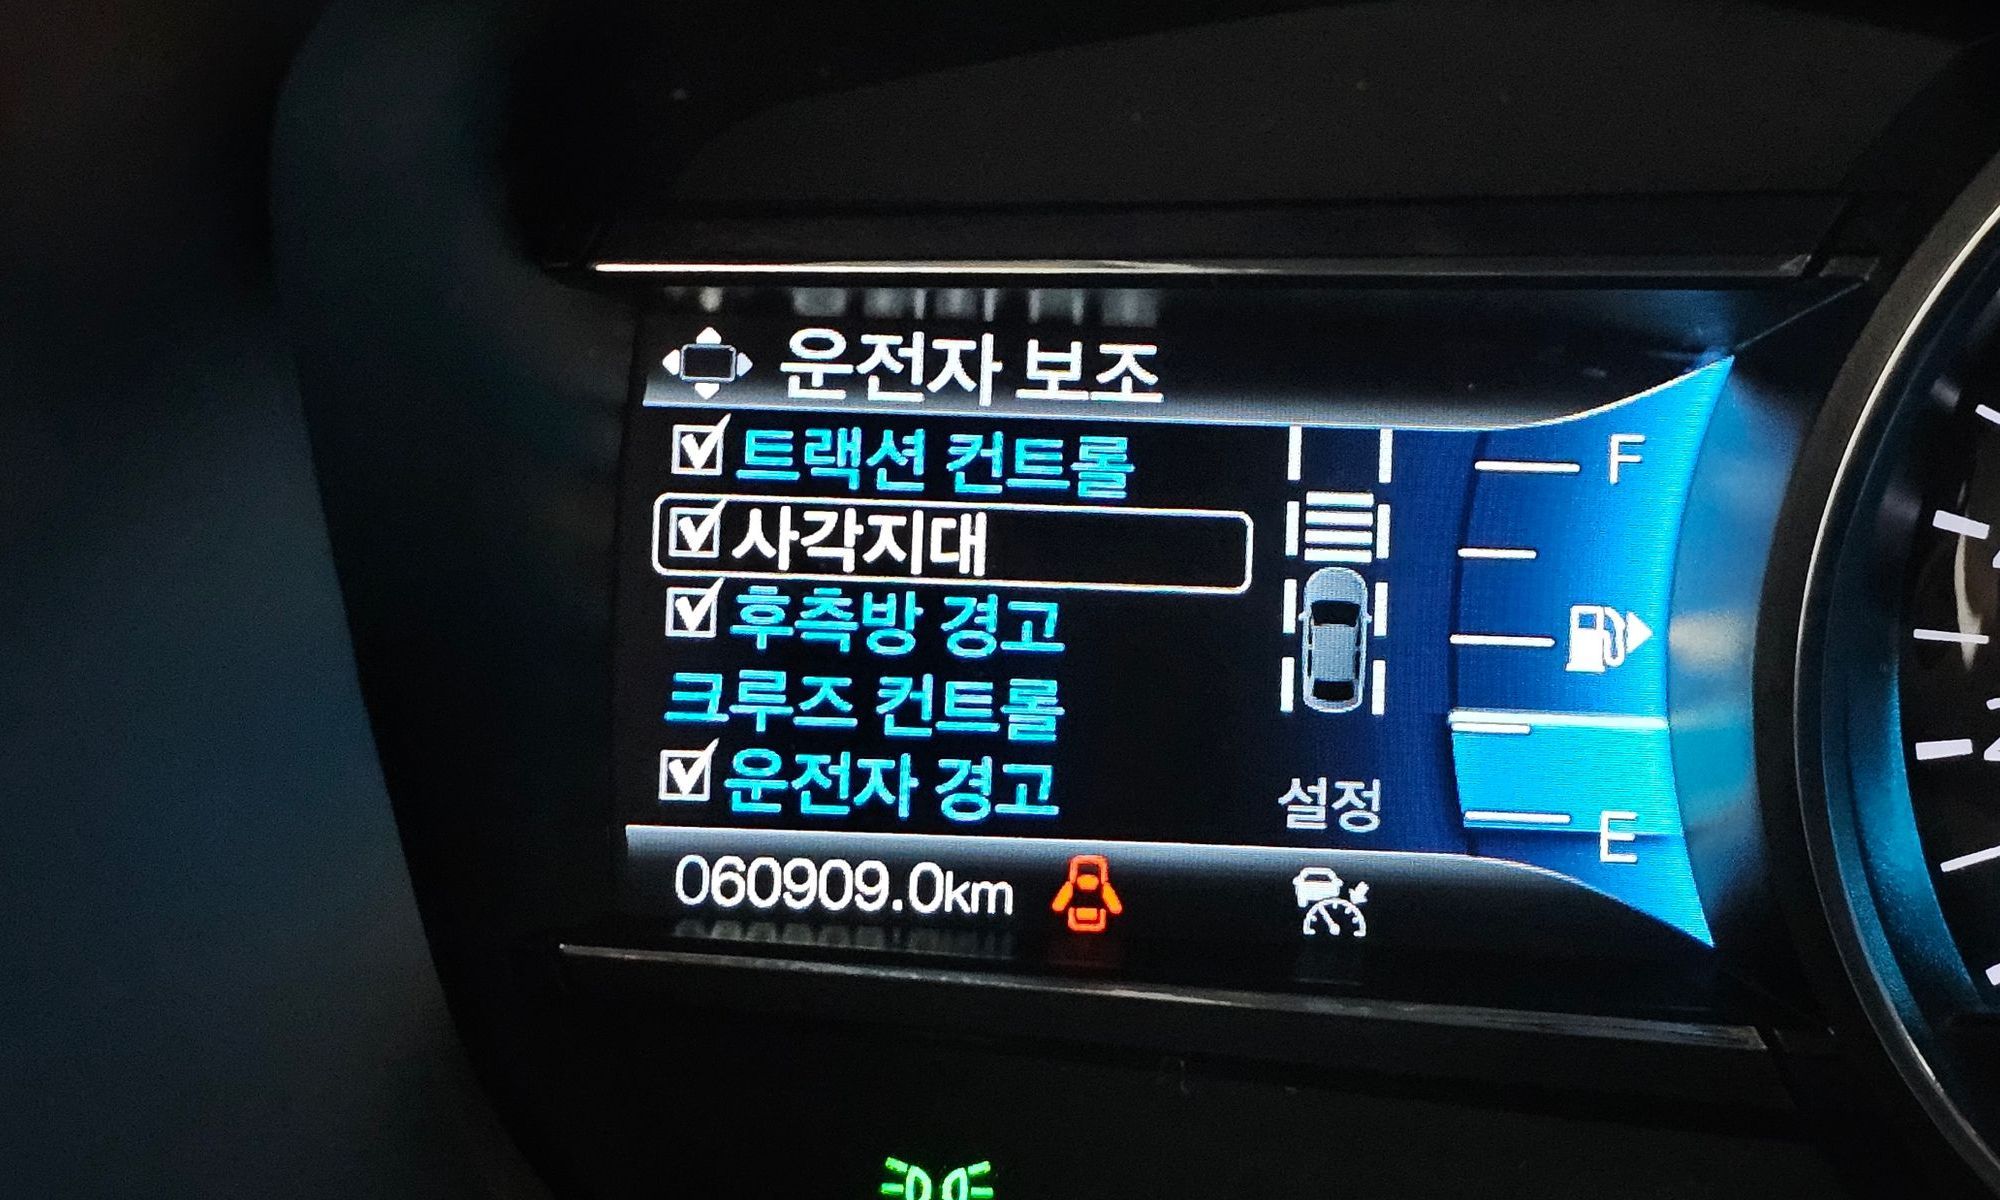 운전자 보조
트랙션 컨트롤
사각지대
후측방 경고
크루즈 컨트롤
운전자 경고
설정
F
E
060909.0km